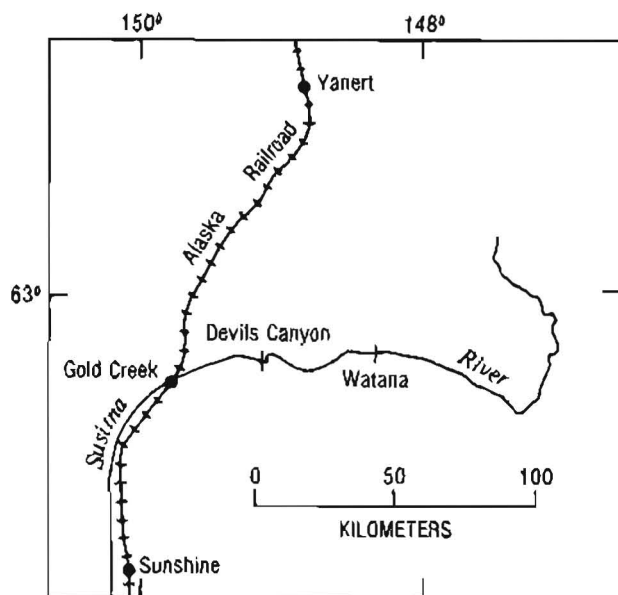 150°
148°
Yanert
Alaska Railroad
63°
Devils Canyon
Gold Creek
Watana
River
Susitna
0 50 100
KILOMETERS
Sunshine